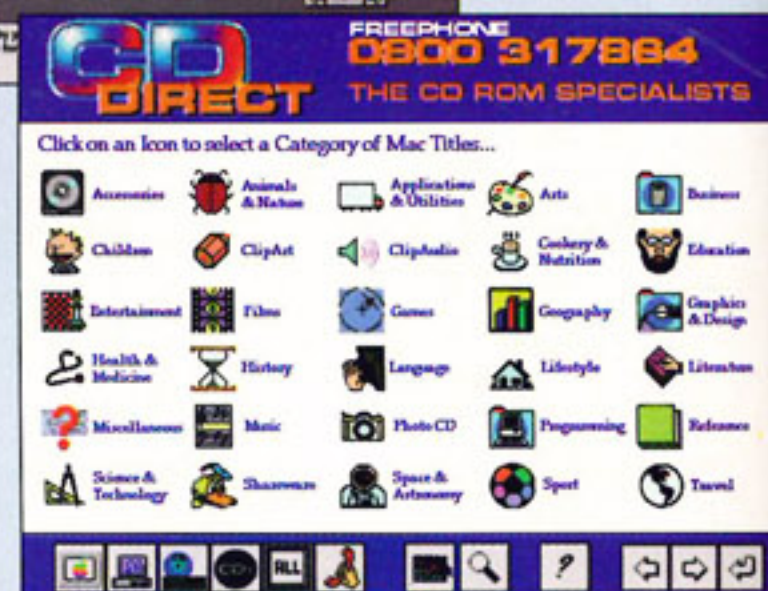 CD
DIRECT
FREEPHONE
0800 317884
THE CD ROM SPECIALISTS
Click on an Icon to select a Category of Mac Titles...
Accessories
Animals
& Nature
Applications
& Utilities
Arts
Business
Children
ClipArt
ClipAudio
Cookery &
Nutrition
Education
Entertainment
Films
Games
Geography
Graphics
& Design
Health &
Medicine
History
Language
Lifestyle
Literature
Miscellaneous
Music
Photo CD
Programming
Reference
Science &
Technology
Shareware
Space &
Astronomy
Sport
Travel
CDi
ALL
?